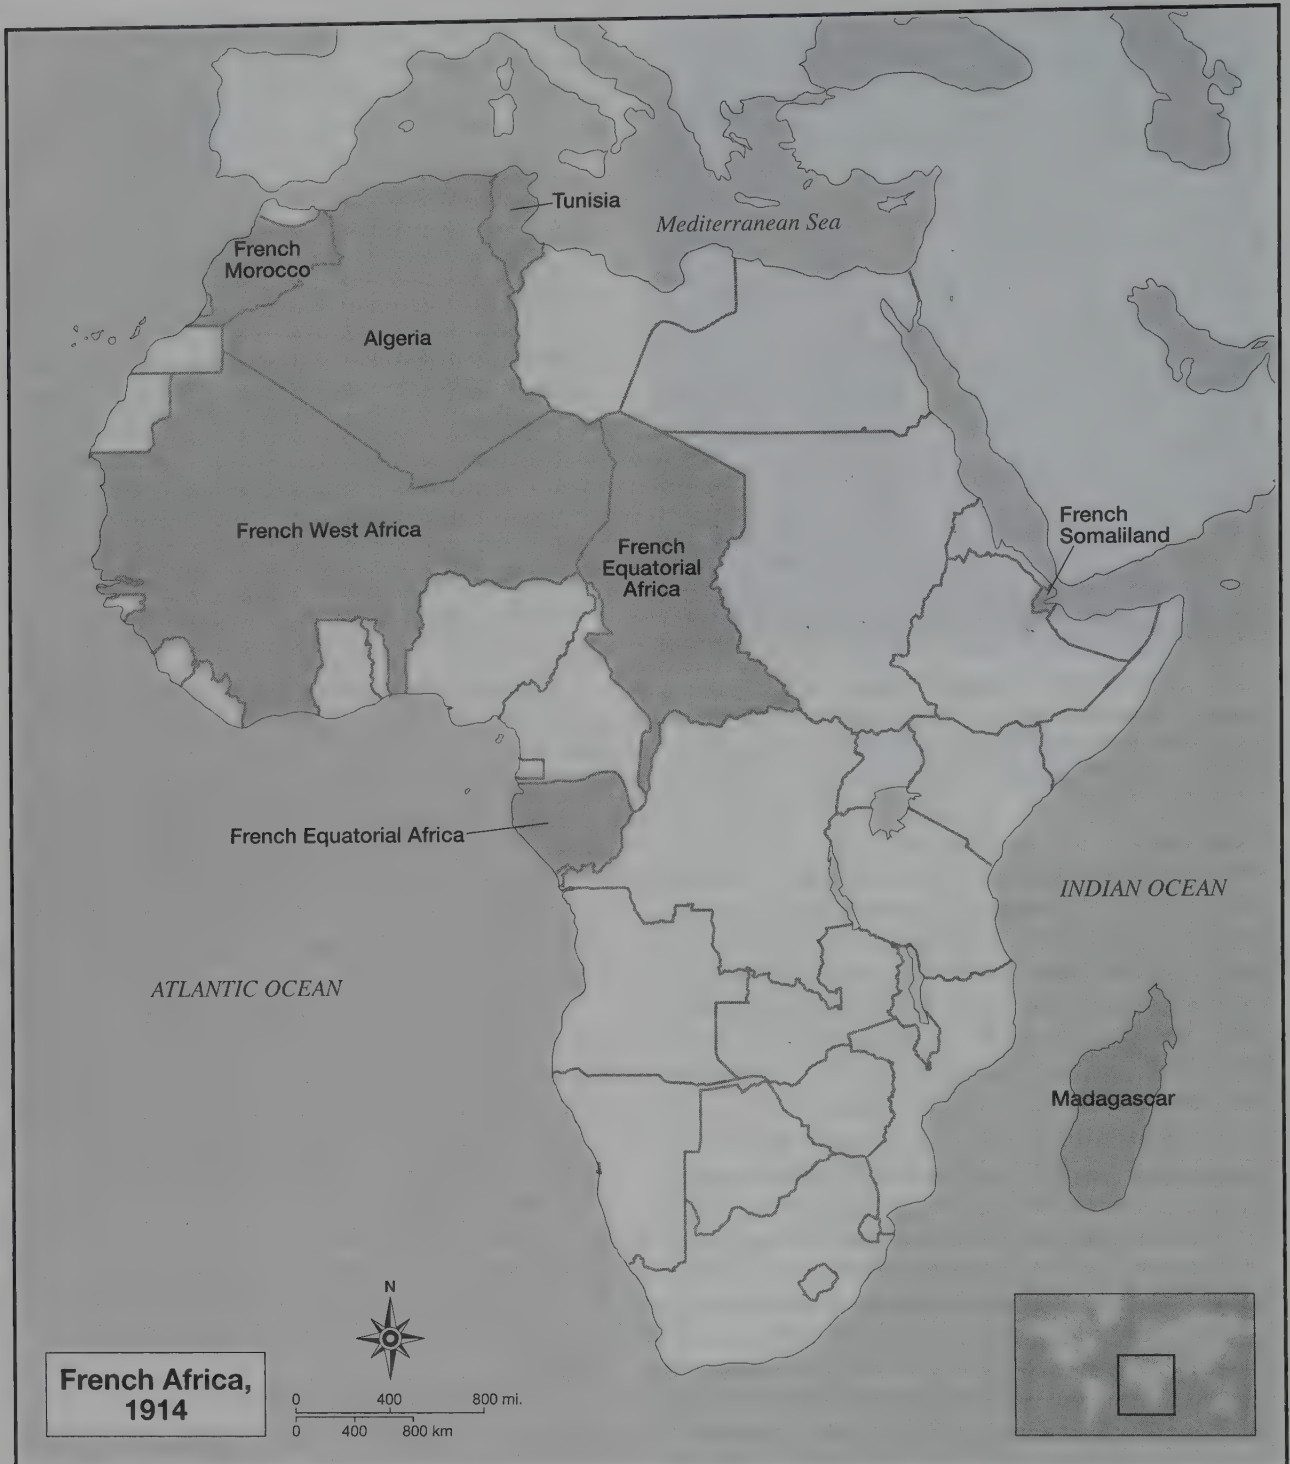 Tunisia
Mediterranean Sea
French
Morocco
Algeria
French West Africa
French
Equatorial
Africa
French
Somaliland
French Equatorial Africa
INDIAN OCEAN
ATLANTIC OCEAN
Madagascar
N
French Africa,
1914
0 400 800 mi.
0 400 800 km